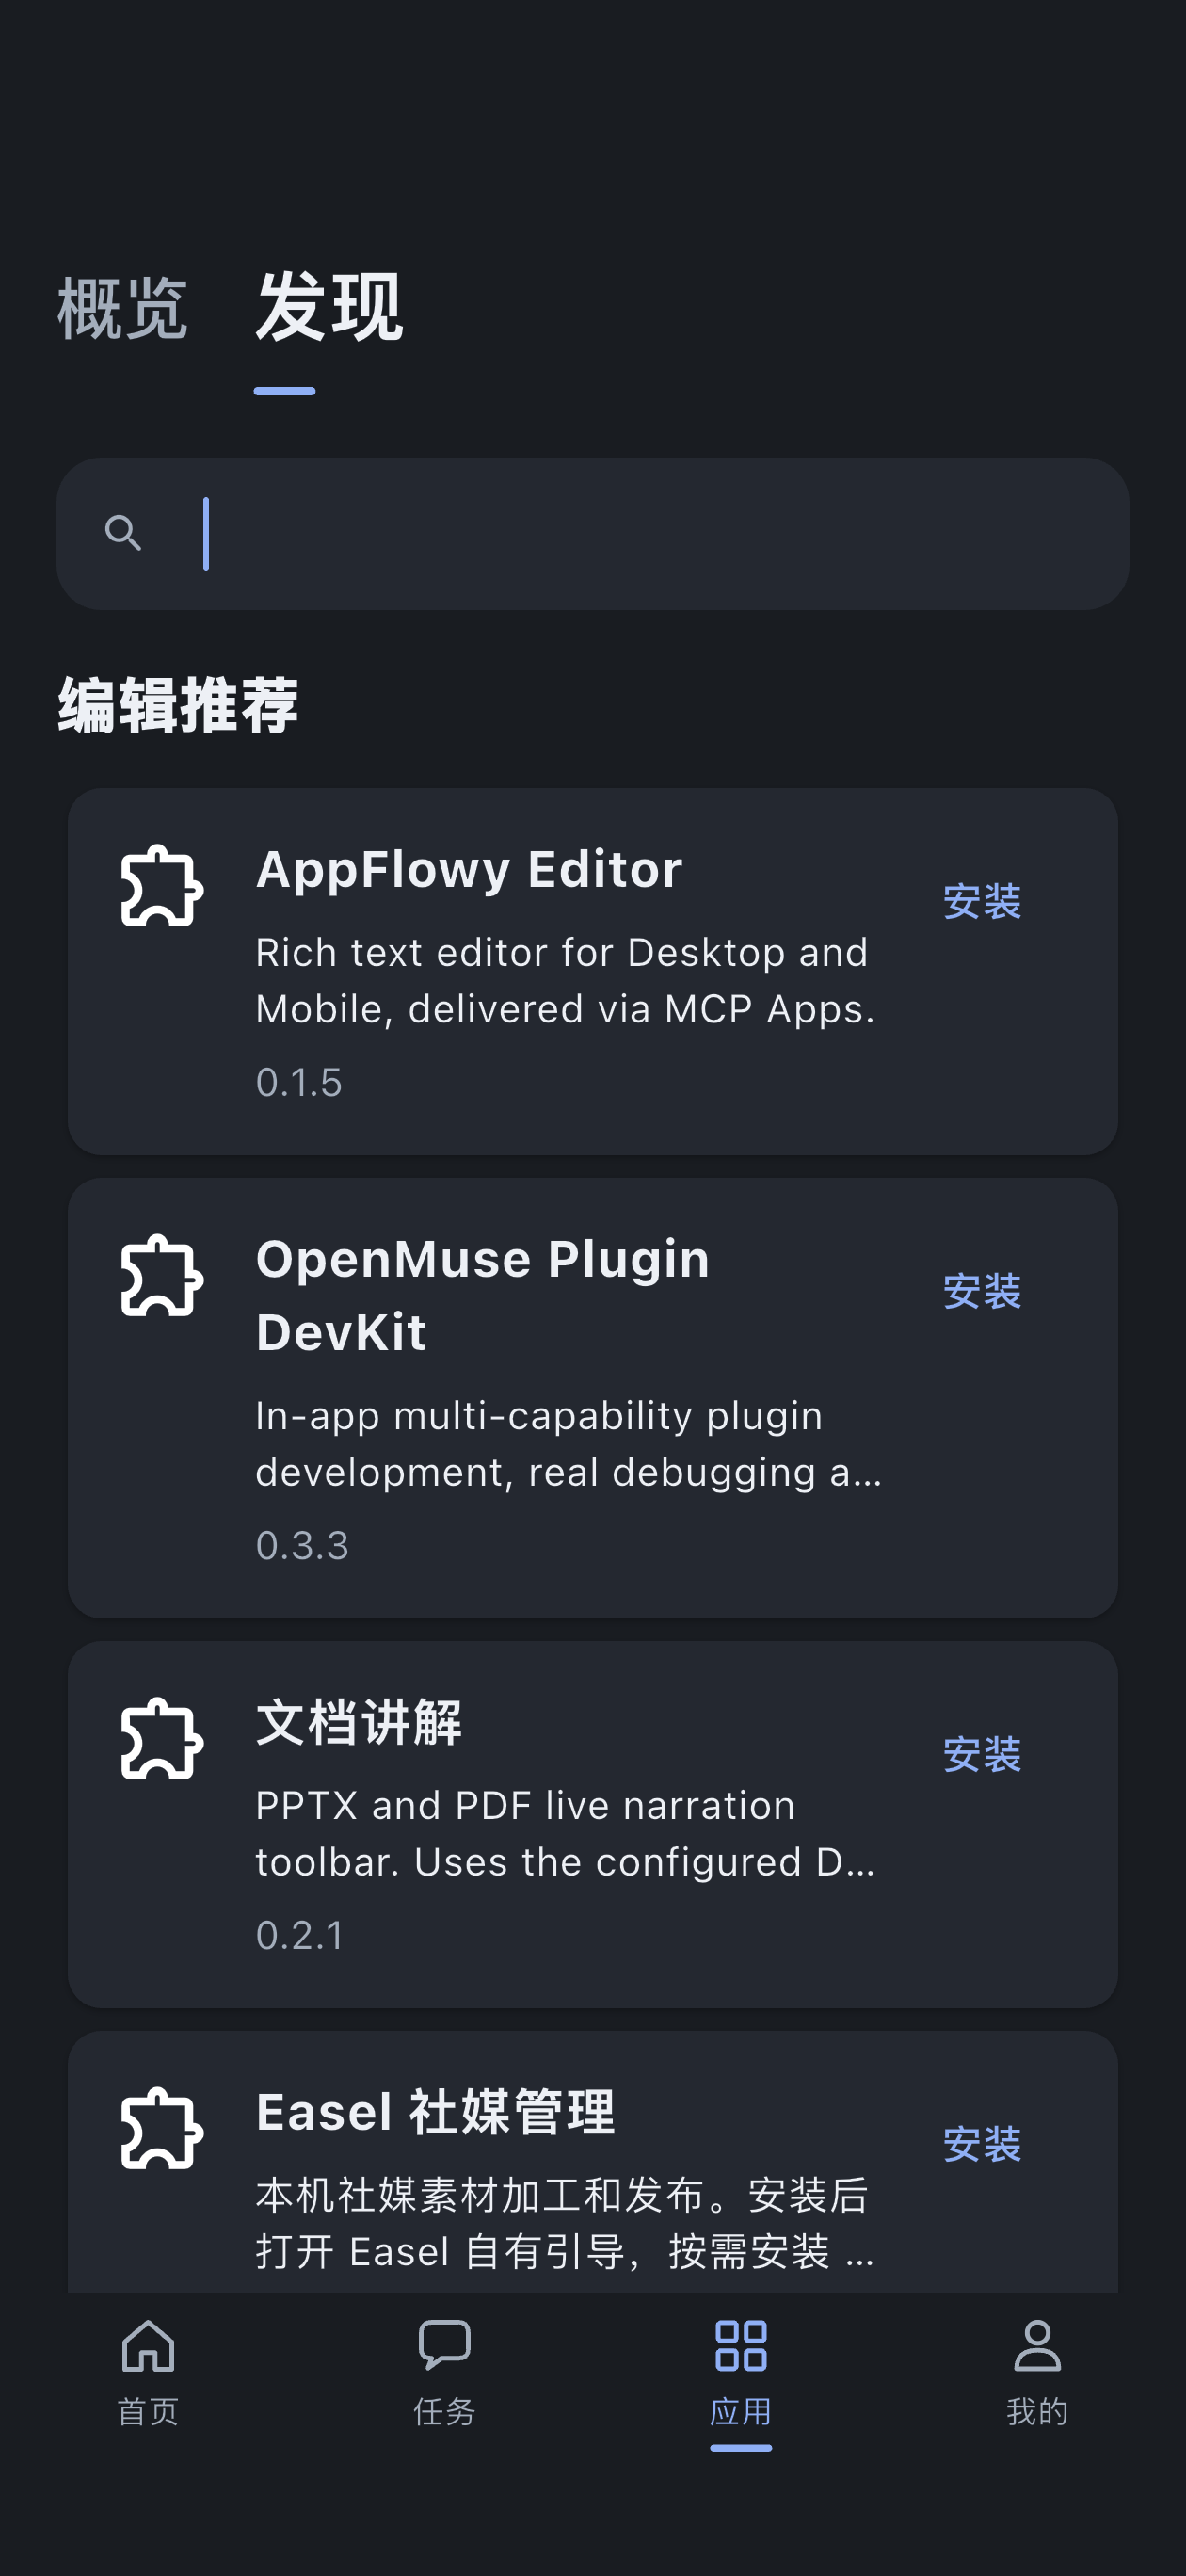 概览 发现
编辑推荐
AppFlowy Editor
安装
Rich text editor for Desktop and
Mobile, delivered via MCP Apps.
0.1.5
OpenMuse Plugin
DevKit
安装
In-app multi-capability plugin
development, real debugging a...
0.3.3
文档讲解
安装
PPTX and PDF live narration
toolbar. Uses the configured D...
0.2.1
Easel 社媒管理
安装
本机社媒素材加工和发布。安装后
打开 Easel 自有引导，按需安装 ...
首页 任务 应用 我的